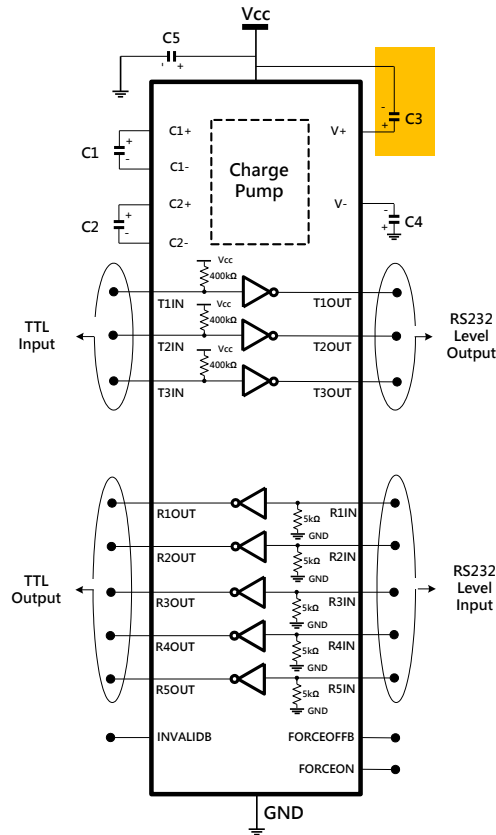 Vcc
C5
C3
C1+
C1
C1-
V+
Charge
Pump
C2+
C2
C2-
V-
C4
Vcc
400kΩ
T1IN
T1OUT
Vcc
400kΩ
TTL
Input
T2IN
T2OUT
RS232
Level
Output
Vcc
400kΩ
T3IN
T3OUT
R1OUT
5kΩ
R1IN
GND
R2OUT
5kΩ
R2IN
GND
TTL
Output
R3OUT
5kΩ
R3IN
GND
RS232
Level
Input
R4OUT
5kΩ
R4IN
GND
R5OUT
5kΩ
R5IN
GND
INVALIDB
FORCEOFFB
FORCEON
GND